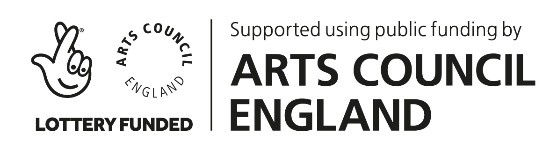 ARTS COUNCIL
ENGLAND
LOTTERY FUNDED
Supported using public funding by
ARTS COUNCIL
ENGLAND